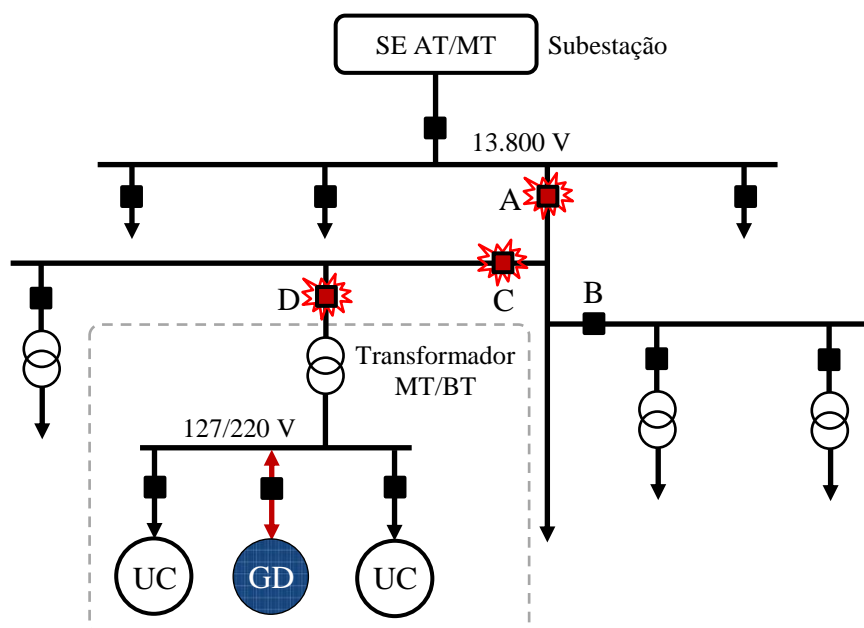 SE AT/MT
Subestação
13.800 V
A
C
D
B
Transformador
MT/BT
127/220 V
UC
GD
UC